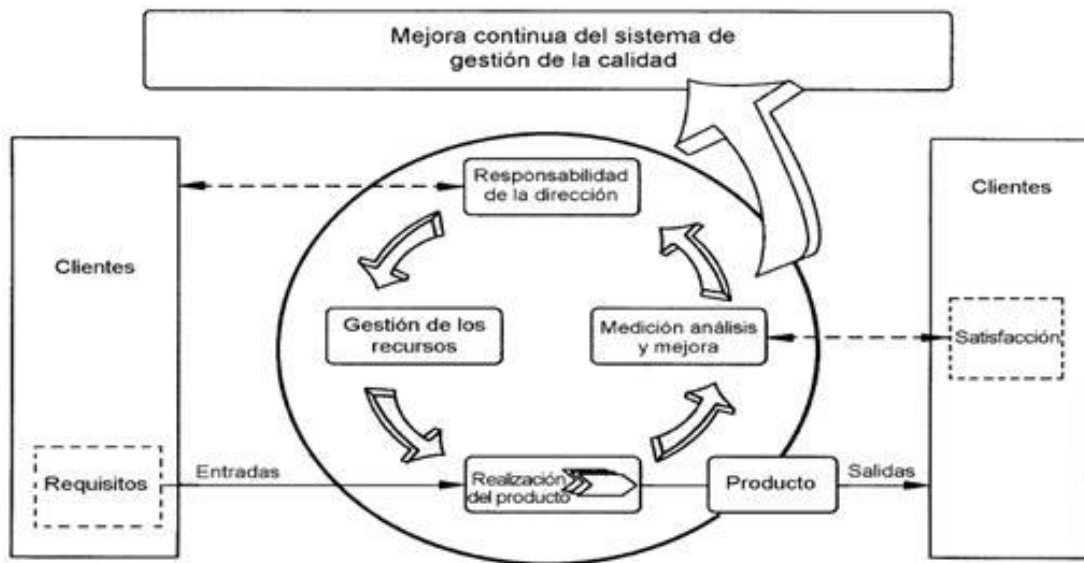 Mejora continua del sistema de
gestión de la calidad
Responsabilidad
de la dirección
Clientes
Clientes
Gestión de los
recursos
Medición análisis
y mejora
Satisfacción
Requisitos
Entradas
Realización
del producto
Producto
Salidas